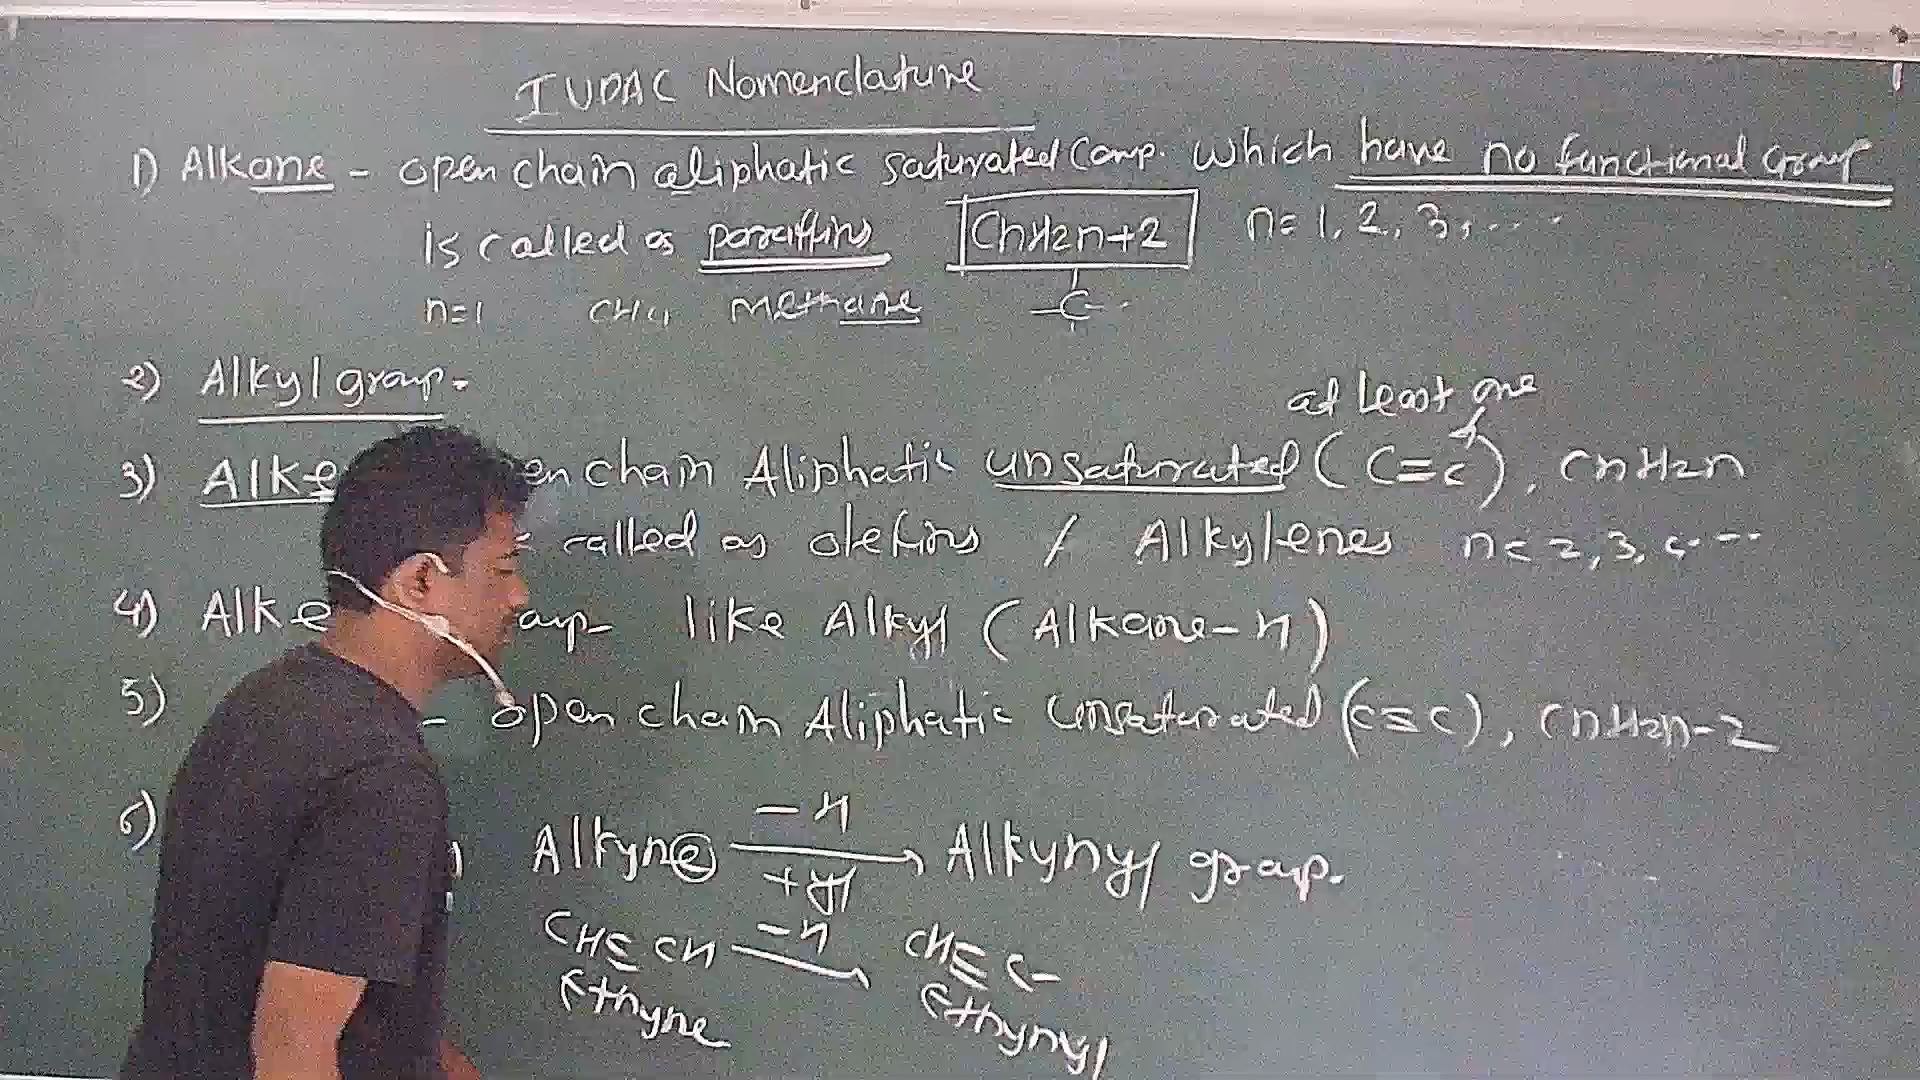 IUPAC Nomenclature
1) Alkane - open chain aliphatic saturated Comp. which have no functional Group
is called as paraffins CnH2n+2 n=1, 2, 3, ....
n=1 CH4 methane -C-
2) Alkyl group.
at least one
3) Alke en chain Aliphatic unsaturated (C=C), CnH2n
called as olefins / Alkylenes n= 2, 3, ....
4) Alke oup- like Alkyl (Alkane-H)
5) - open chain Aliphatic unsaturated (C≡C), CnH2n-2
-H
6) Alkyne → Alkynyl group.
+yl
CH≡CH -H → CH≡C-
Ethyne Ethynyl